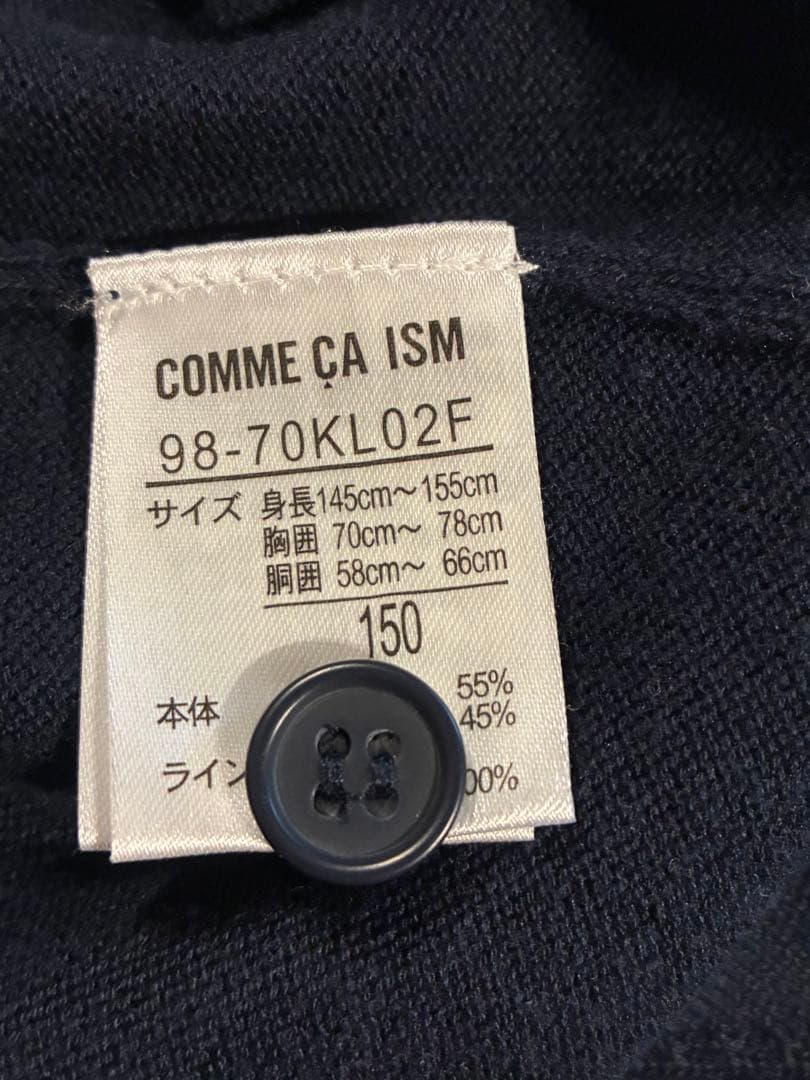 COMME ÇA ISM
98-70KL02F
サイズ 身長145cm～155cm
胸囲 70cm～ 78cm
胴囲 58cm～ 66cm
150
55%
本体 45%
ライン 00%